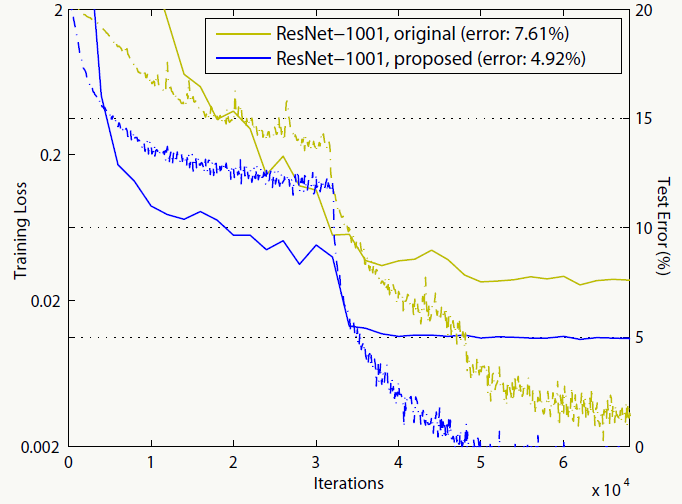 2
20
ResNet−1001, original (error: 7.61%)
ResNet−1001, proposed (error: 4.92%)
15
0.2
Training Loss
Test Error (%)
10
0.02
5
0.002
0
0
1
2
3
4
5
6
Iterations
x 10 4